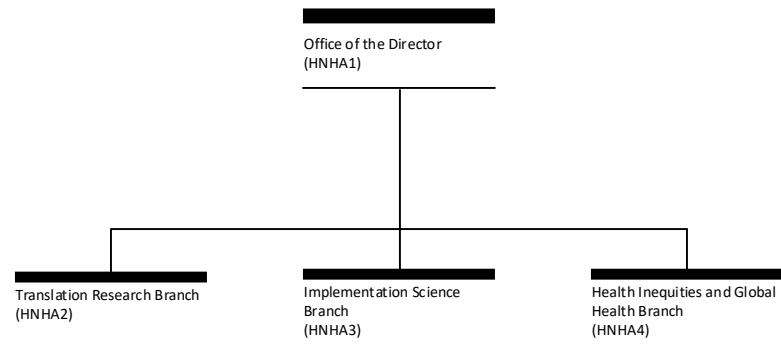 Office of the Director
(HNHA1)
Translation Research Branch
(HNHA2)
Implementation Science
Branch
(HNHA3)
Health Inequities and Global
Health Branch
(HNHA4)